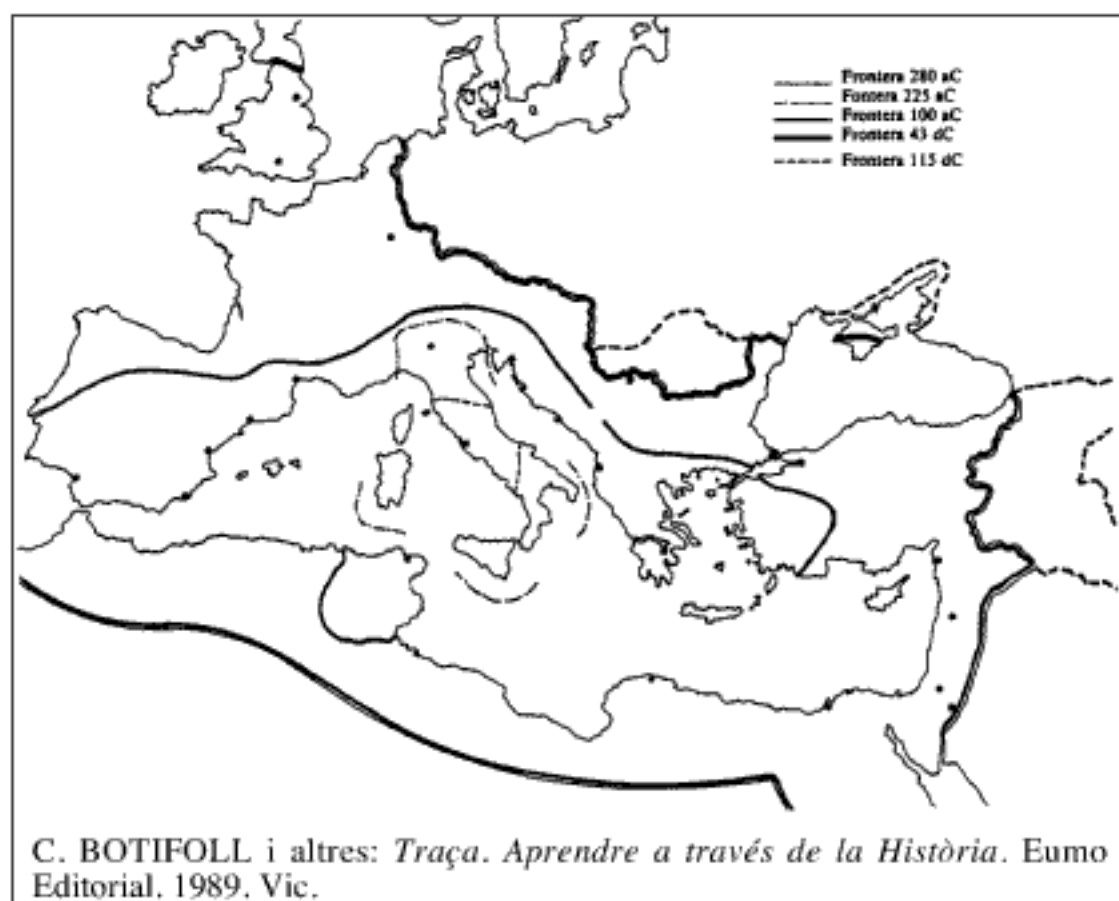 Frontera 280 aC
Fontera 225 aC
Frontera 100 aC
Frontera 43 dC
Frontera 115 dC
C. BOTIFOLL i altres: Traça. Aprendre a través de la Història. Eumo
Editorial. 1989. Vic.